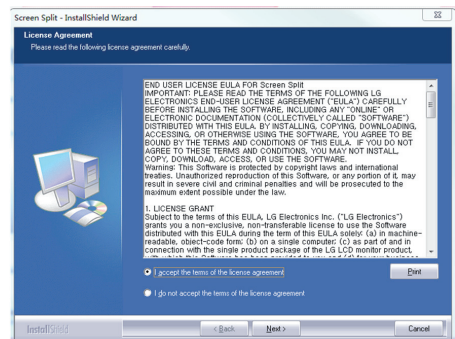 Screen Split - InstallShield Wizard
License Agreement
Please read the following license agreement carefully.
END USER LICENSE EULA FOR Screen Split
IMPORTANT: PLEASE READ THE TERMS OF THE FOLLOWING LG
ELECTRONICS END-USER LICENSE AGREEMENT ("EULA") CAREFULLY
BEFORE INSTALLING THE SOFTWARE, INCLUDING ANY "ONLINE" OR
ELECTRONIC DOCUMENTATION (COLLECTIVELY CALLED "SOFTWARE")
DISTRIBUTED WITH THIS EULA. BY INSTALLING, COPYING, DOWNLOADING,
ACCESSING, OR OTHERWISE USING THE SOFTWARE, YOU AGREE TO BE
BOUND BY THE TERMS AND CONDITIONS OF THIS EULA. IF YOU DO NOT
AGREE TO THESE TERMS AND CONDITIONS, YOU MAY NOT INSTALL,
COPY, DOWNLOAD, ACCESS, OR USE THE SOFTWARE.
Warning: This Software is protected by copyright laws and international
treaties. Unauthorized reproduction of this Software, or any portion of it, may
result in severe civil and criminal penalties and will be prosecuted to the
maximum extent possible under the law.
1. LICENSE GRANT
Subject to the terms of this EULA, LG Electronics Inc. ("LG Electronics")
grants you a non-exclusive, non-transferable license to use the Software
distributed with this EULA during the term of this EULA solely: (a) in machine-
readable, object-code form; (b) on a single computer; (c) as part of and in
connection with the single product package of the LG LCD monitor product,
I accept the terms of the license agreement
Print
I do not accept the terms of the license agreement
InstallShield
< Back
Next >
Cancel